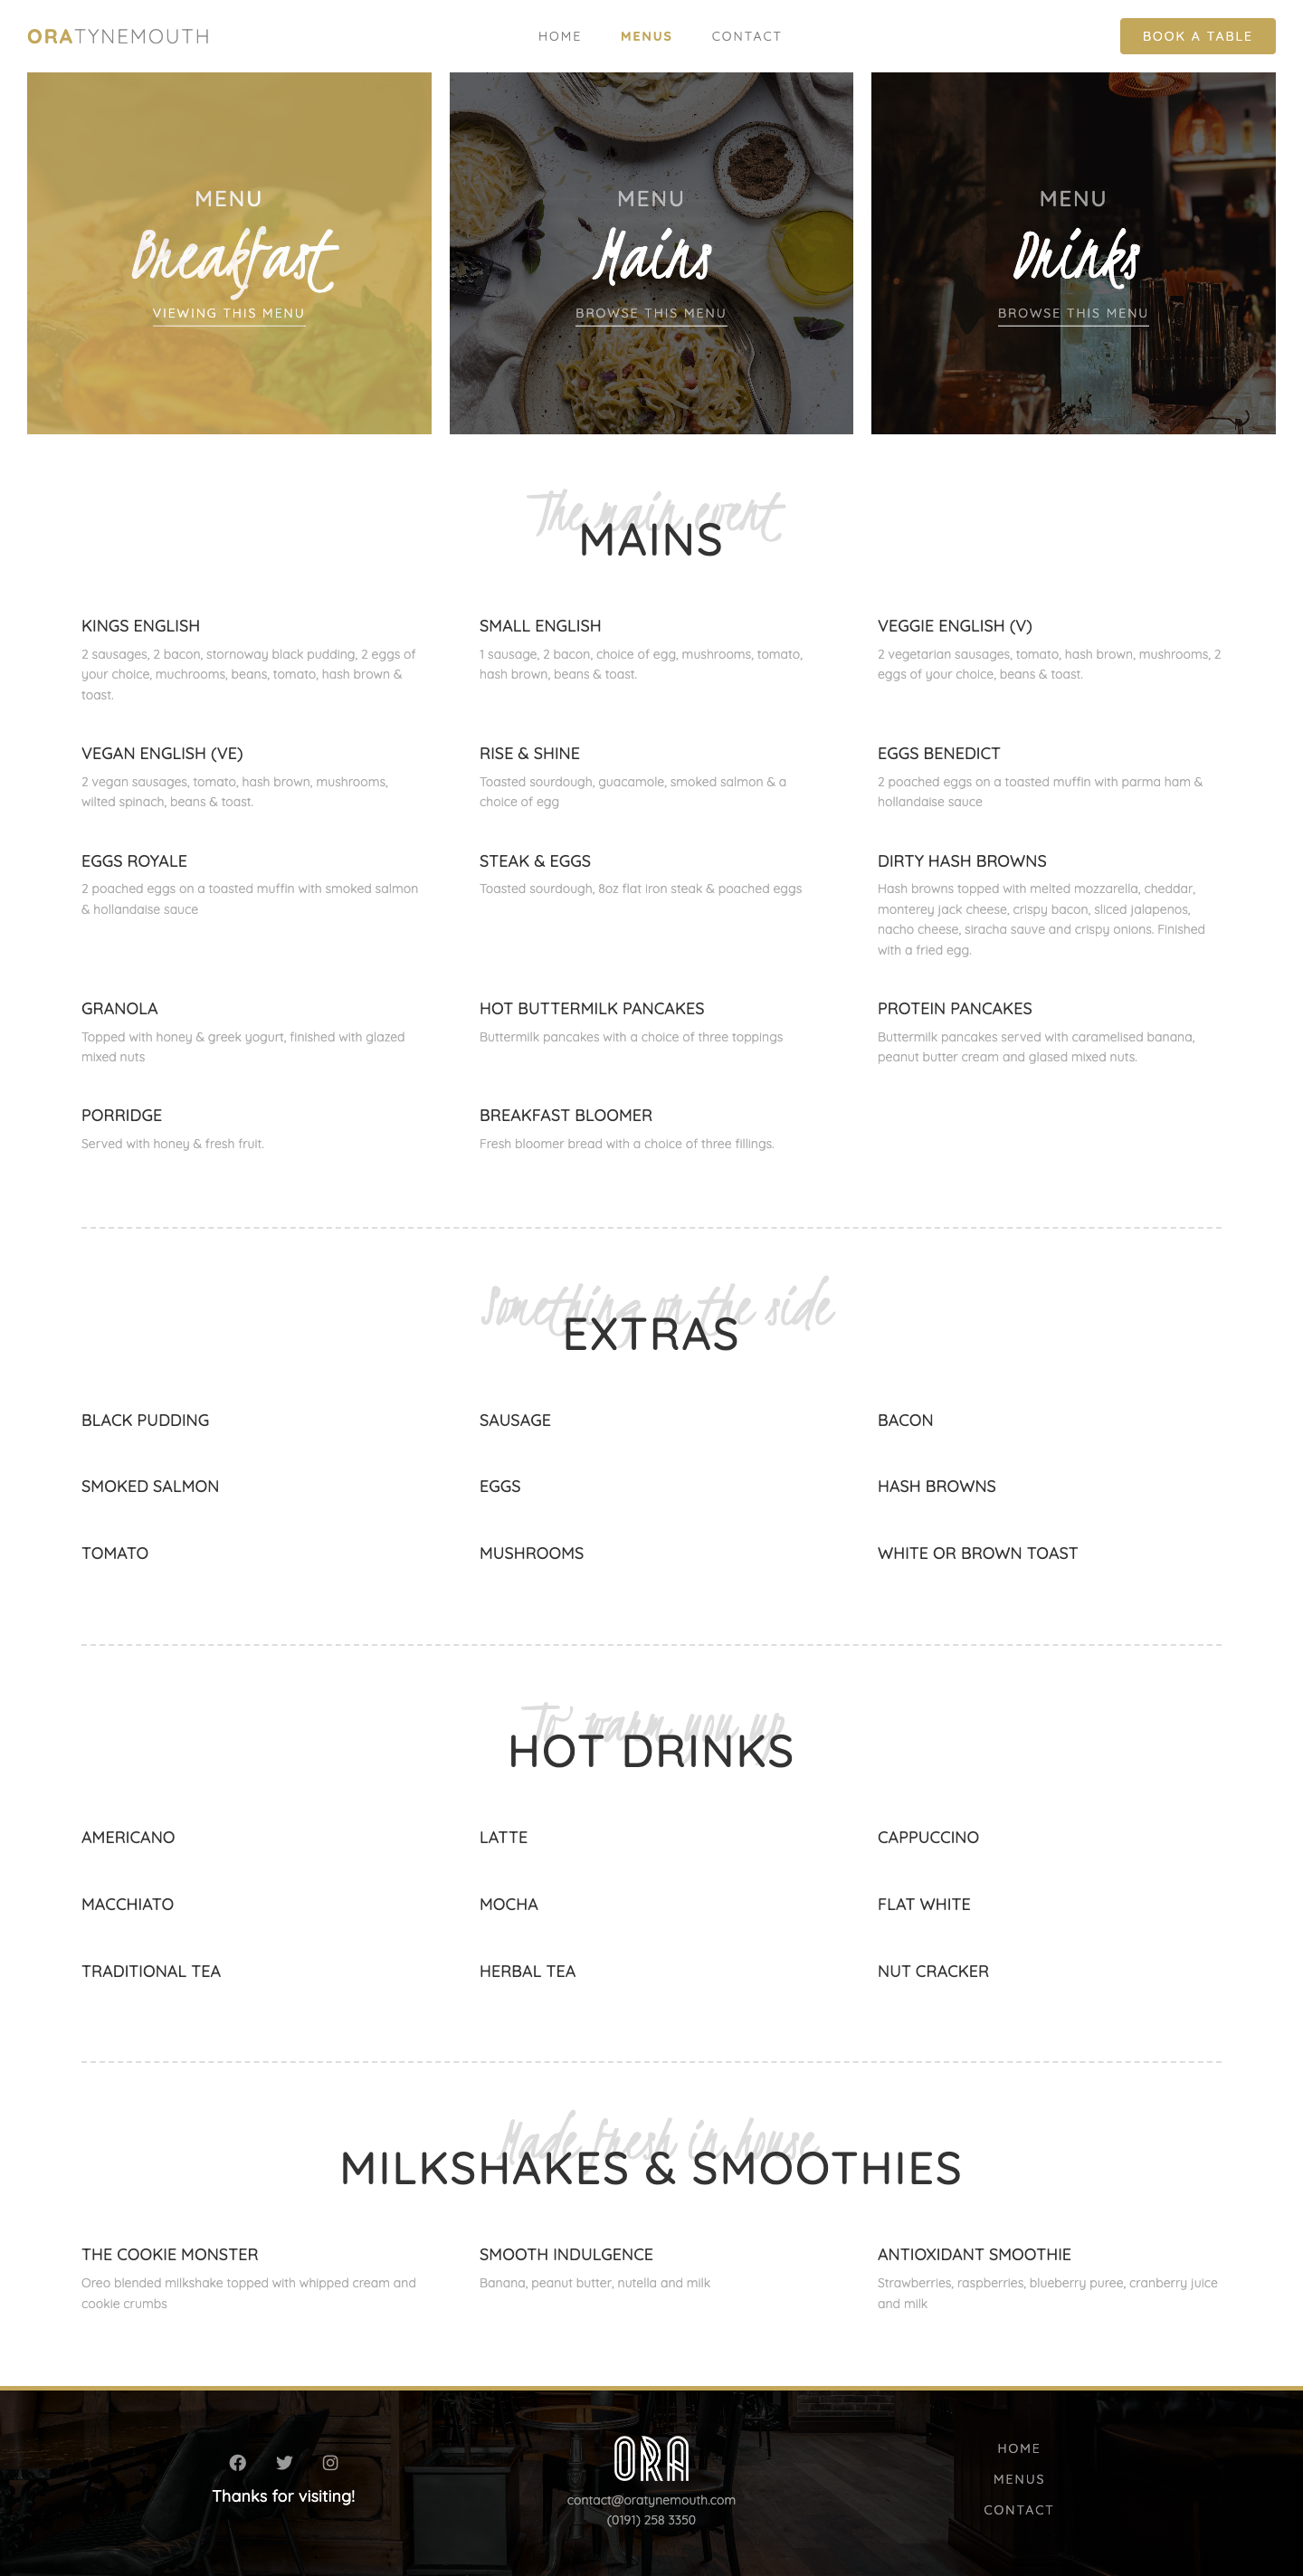 ORATYNEMOUTH
HOME MENUS CONTACT
BOOK A TABLE
MENU
Breakfast
VIEWING THIS MENU
MENU
Mains
BROWSE THIS MENU
MENU
Drinks
BROWSE THIS MENU
The main event
MAINS
KINGS ENGLISH
2 sausages, 2 bacon, stornoway black pudding, 2 eggs of
your choice, muchrooms, beans, tomato, hash brown &
toast.
SMALL ENGLISH
1 sausage, 2 bacon, choice of egg, mushrooms, tomato,
hash brown, beans & toast.
VEGGIE ENGLISH (V)
2 vegetarian sausages, tomato, hash brown, mushrooms, 2
eggs of your choice, beans & toast.
VEGAN ENGLISH (VE)
2 vegan sausages, tomato, hash brown, mushrooms,
wilted spinach, beans & toast.
RISE & SHINE
Toasted sourdough, guacamole, smoked salmon & a
choice of egg
EGGS BENEDICT
2 poached eggs on a toasted muffin with parma ham &
hollandaise sauce
EGGS ROYALE
2 poached eggs on a toasted muffin with smoked salmon
& hollandaise sauce
STEAK & EGGS
Toasted sourdough, 8oz flat iron steak & poached eggs
DIRTY HASH BROWNS
Hash browns topped with melted mozzarella, cheddar,
monterey jack cheese, crispy bacon, sliced jalapenos,
nacho cheese, siracha sauve and crispy onions. Finished
with a fried egg.
GRANOLA
Topped with honey & greek yogurt, finished with glazed
mixed nuts
HOT BUTTERMILK PANCAKES
Buttermilk pancakes with a choice of three toppings
PROTEIN PANCAKES
Buttermilk pancakes served with caramelised banana,
peanut butter cream and glased mixed nuts.
PORRIDGE
Served with honey & fresh fruit.
BREAKFAST BLOOMER
Fresh bloomer bread with a choice of three fillings.
Something on the side
EXTRAS
BLACK PUDDING
SAUSAGE
BACON
SMOKED SALMON
EGGS
HASH BROWNS
TOMATO
MUSHROOMS
WHITE OR BROWN TOAST
To warm you up
HOT DRINKS
AMERICANO
LATTE
CAPPUCCINO
MACCHIATO
MOCHA
FLAT WHITE
TRADITIONAL TEA
HERBAL TEA
NUT CRACKER
Made fresh in house
MILKSHAKES & SMOOTHIES
THE COOKIE MONSTER
Oreo blended milkshake topped with whipped cream and
cookie crumbs
SMOOTH INDULGENCE
Banana, peanut butter, nutella and milk
ANTIOXIDANT SMOOTHIE
Strawberries, raspberries, blueberry puree, cranberry juice
and milk
Thanks for visiting!
ORA
contact@oratynemouth.com
(0191) 258 3350
HOME
MENUS
CONTACT